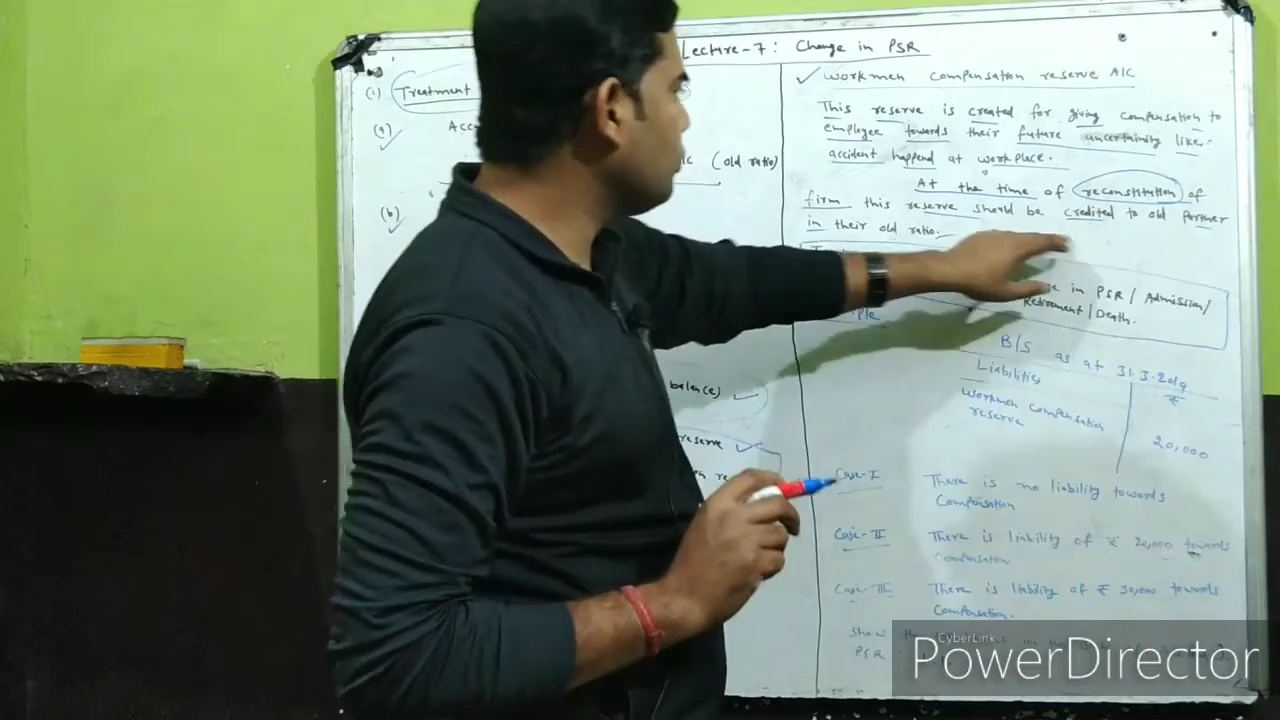 Lecture-7: Change in PSR
(1) Treatment
(a) Acc
A/c (old ratio)
(b)
balance)
reserve
workmen compensation reserve A/C
This reserve is created for giving compensation to
employee towards their future uncertainity like
accident happend at workplace.
At the time of reconstitution of
firm this reserve should be credited to old partner
in their old ratio.
in PSR / Admission/
Retirement / Death.
B/S as at 31.3.2019
Liabilities ₹
workmen compensation
reserve
20,000
Case-I There is no liability towards
Compensation
Case-II There is liability of ₹ 20,000 towards
Compensation
Case-III There is liability of ₹ 30,000 towards
Compensation.
show
PSR
CyberLink
PowerDirector